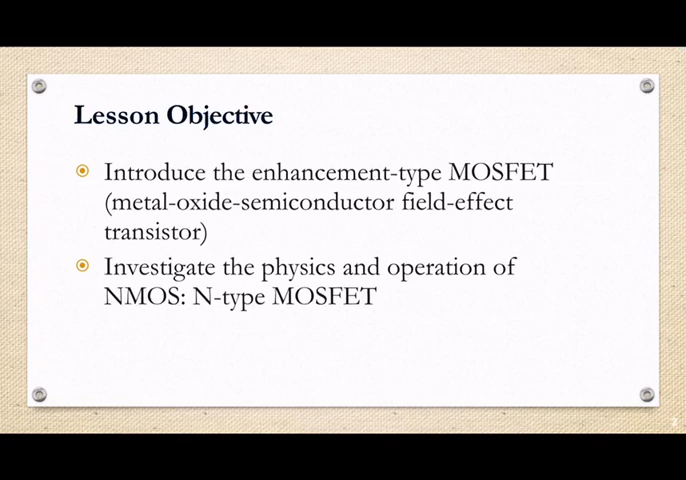 Lesson Objective
Introduce the enhancement-type MOSFET
(metal-oxide-semiconductor field-effect
transistor)
Investigate the physics and operation of
NMOS: N-type MOSFET
2